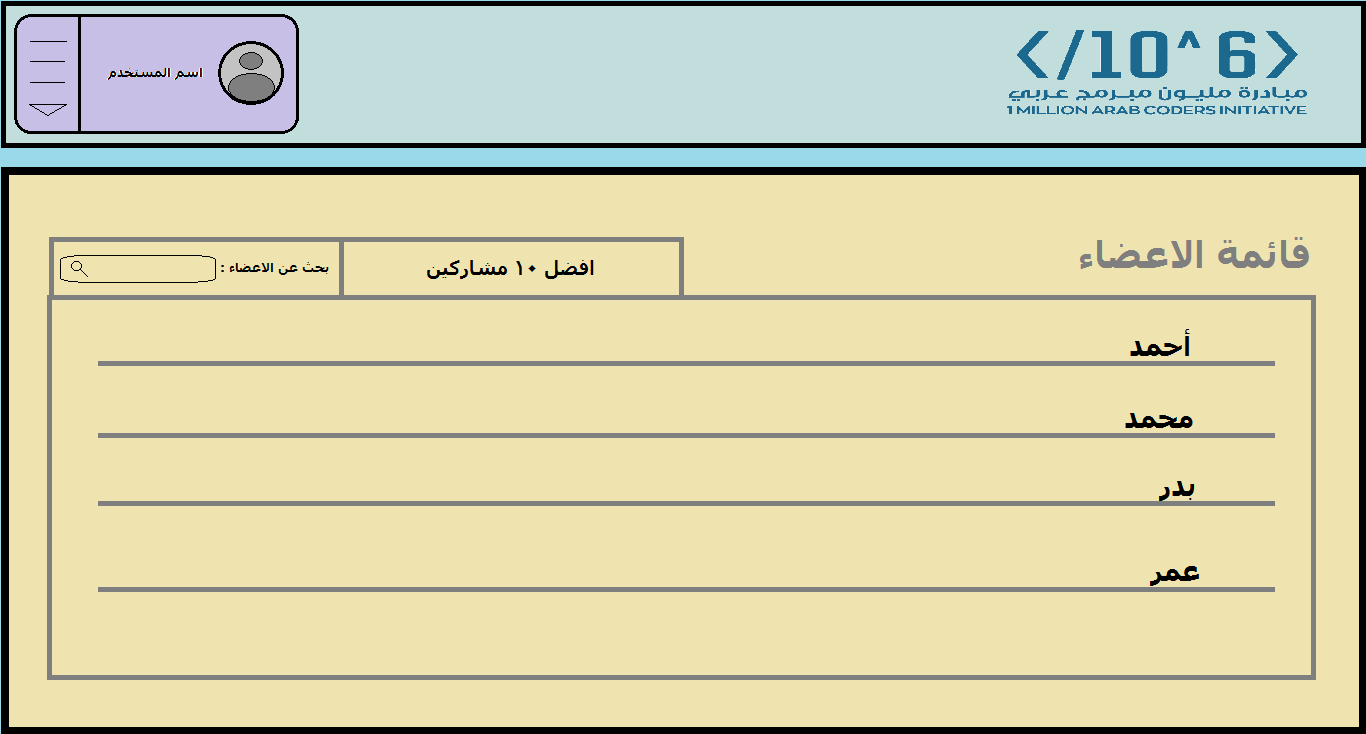 </10^6>
مبادرة مليون مبرمج عربي
1 MILLION ARAB CODERS INITIATIVE
اسم المستخدم
قائمة الاعضاء
افضل ١٠ مشاركين
بحث عن الاعضاء :
أحمد
محمد
بدر
عمر